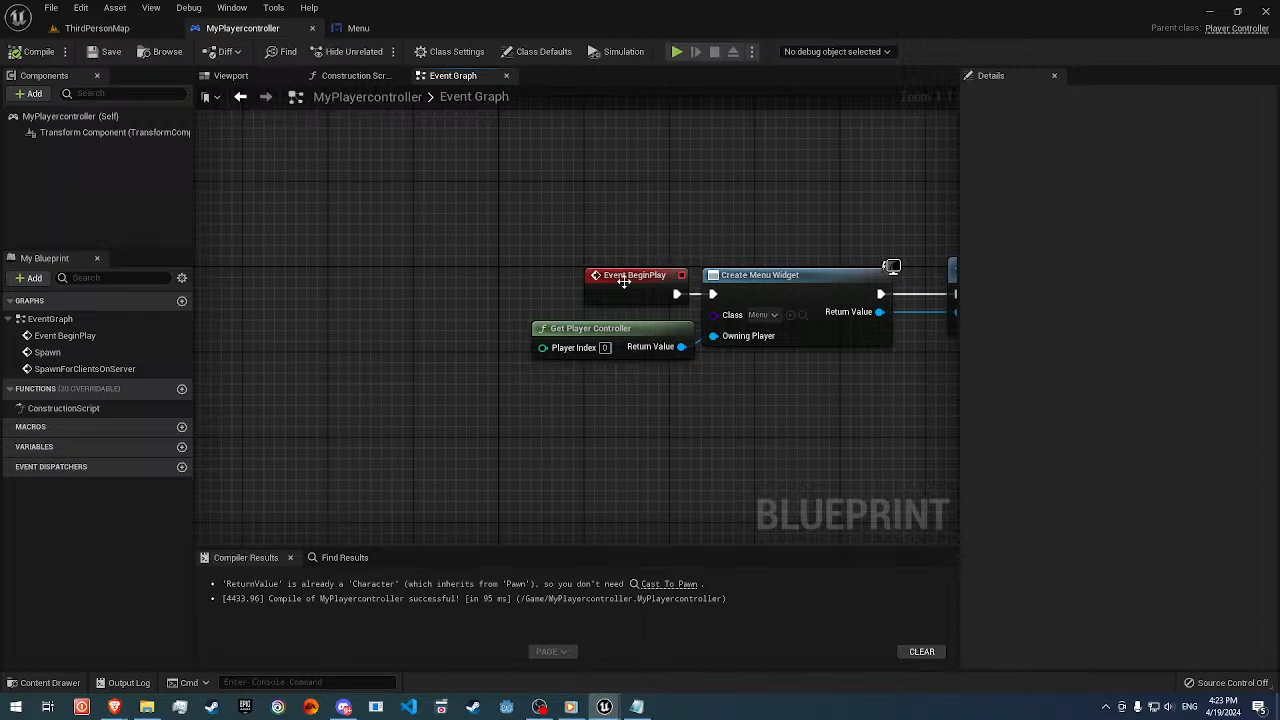 File Edit Asset View Debug Window Tools Help
ThirdPersonMap
MyPlayercontroller
Menu
Parent class: Player Controller
Compile
Save
Browse
Diff
Find
Hide Unrelated
Class Settings
Class Defaults
Simulation
No debug object selected
Components
Viewport
Construction Scr...
Event Graph
Details
Add
Search
MyPlayercontroller > Event Graph
Zoom 1:1
MyPlayercontroller (Self)
Transform Component (TransformComp
My Blueprint
Add
Search
GRAPHS
EventGraph
Event BeginPlay
Spawn
SpawnForClientsOnServer
FUNCTIONS (20 OVERRIDABLE)
ConstructionScript
MACROS
VARIABLES
EVENT DISPATCHERS
Event BeginPlay
Create Menu Widget
Class Menu
Return Value
Owning Player
Get Player Controller
Player Index 0
Return Value
BLUEPRINT
Compiler Results
Find Results
'ReturnValue' is already a 'Character' (which inherits from 'Pawn'), so you don't need Cast To Pawn .
[4433.96] Compile of MyPlayercontroller successful! [in 95 ms] (/Game/MyPlayercontroller.MyPlayercontroller)
PAGE
CLEAR
Content Drawer
Output Log
Cmd
Enter Console Command
Source Control Off
EPIC
ENG
4:23 PM
4/19/2024